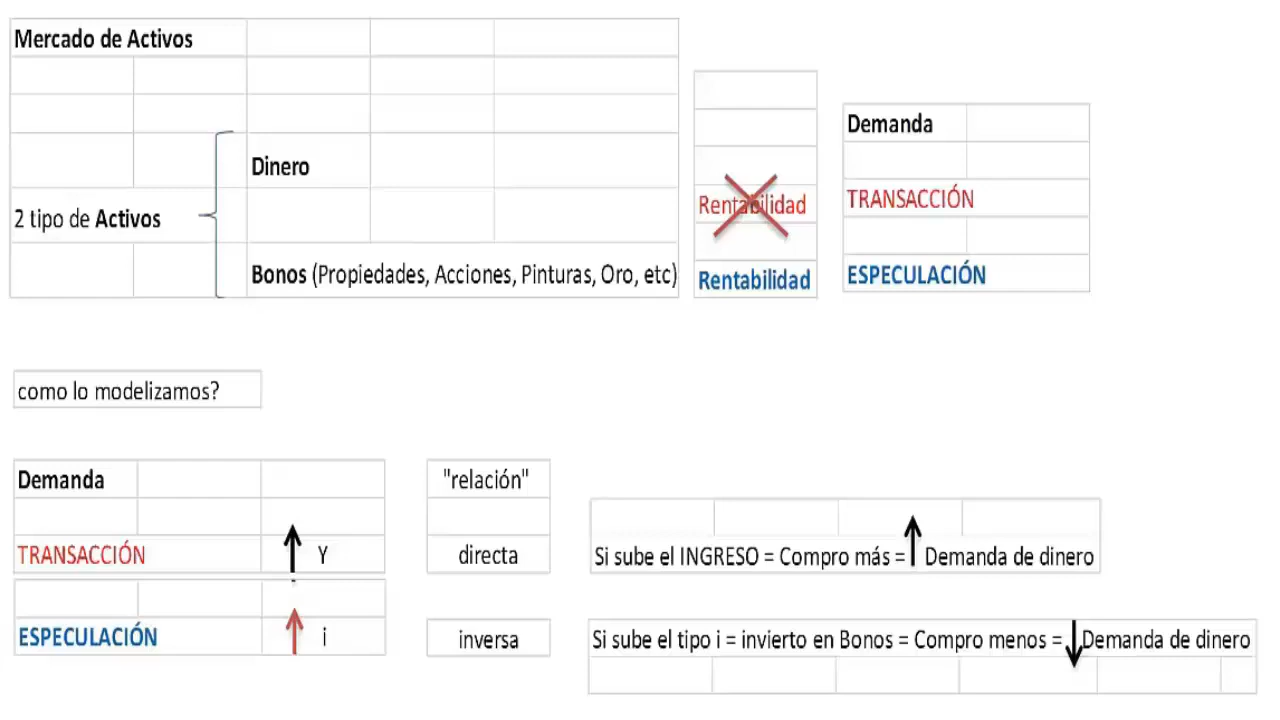 Mercado de Activos
Dinero
2 tipo de Activos
Bonos (Propiedades, Acciones, Pinturas, Oro, etc)
Rentabilidad
Rentabilidad
Demanda
TRANSACCIÓN
ESPECULACIÓN
como lo modelizamos?
Demanda
"relación"
TRANSACCIÓN Y
directa
Si sube el INGRESO = Compro más = Demanda de dinero
ESPECULACIÓN i
inversa
Si sube el tipo i = invierto en Bonos = Compro menos = Demanda de dinero